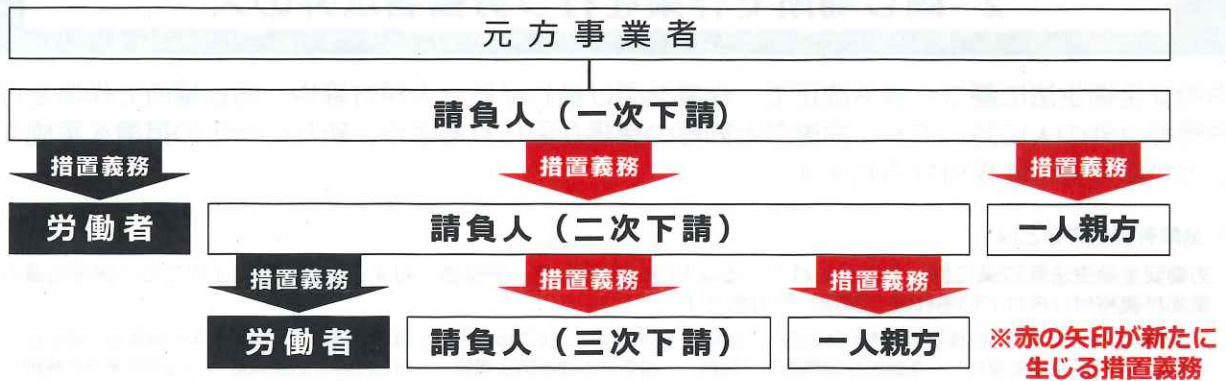 元方事業者
請負人（一次下請）
措置義務
措置義務
措置義務
労働者
請負人（二次下請）
一人親方
措置義務
措置義務
措置義務
労働者
請負人（三次下請）
一人親方
※赤の矢印が新たに
生じる措置義務